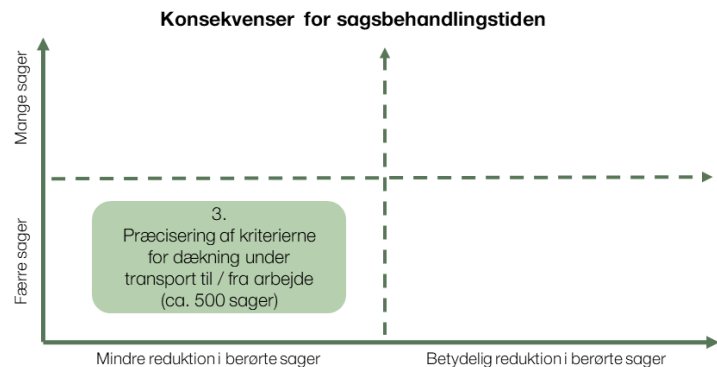 Konsekvenser for sagsbehandlingstiden
Mange sager
Færre sager
3.
Præcisering af kriterierne
for dækning under
transport til / fra arbejde
(ca. 500 sager)
Mindre reduktion i berørte sager
Betydelig reduktion i berørte sager